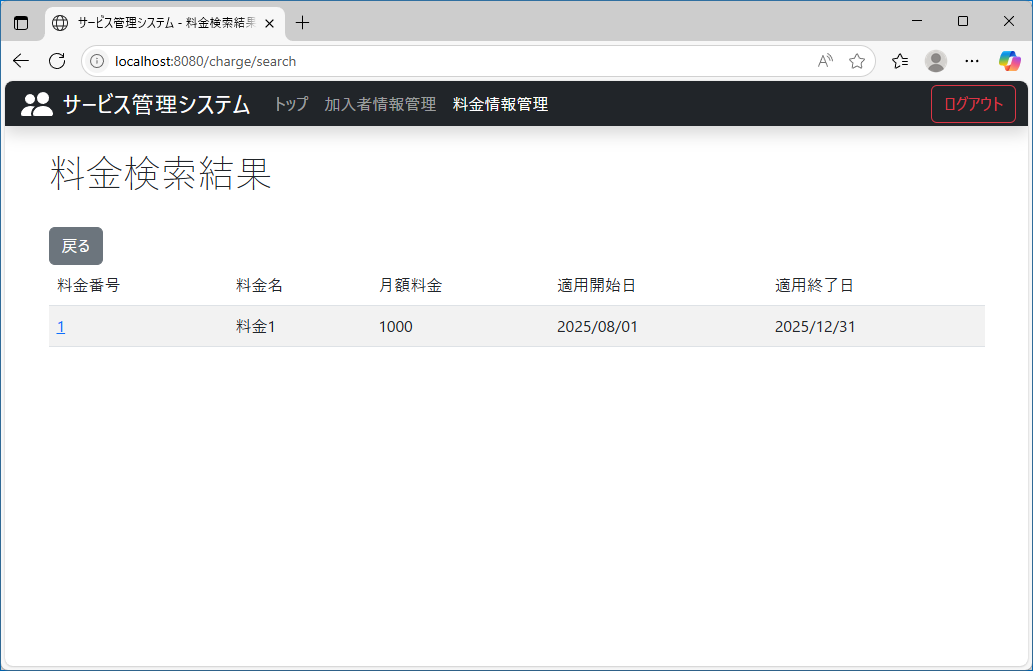 サービス管理システム - 料金検索結果
localhost:8080/charge/search
サービス管理システム トップ 加入者情報管理 料金情報管理 ログアウト
料金検索結果
戻る
料金番号 料金名 月額料金 適用開始日 適用終了日
1 料金1 1000 2025/08/01 2025/12/31